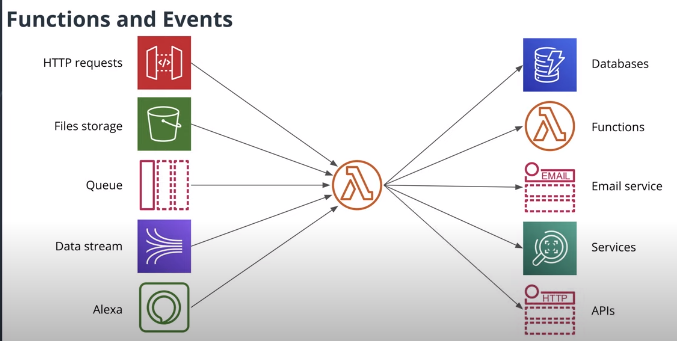 Functions and Events
HTTP requests
Databases
Files storage
Functions
Queue
EMAIL
Email service
Data stream
Services
Alexa
HTTP
APIs